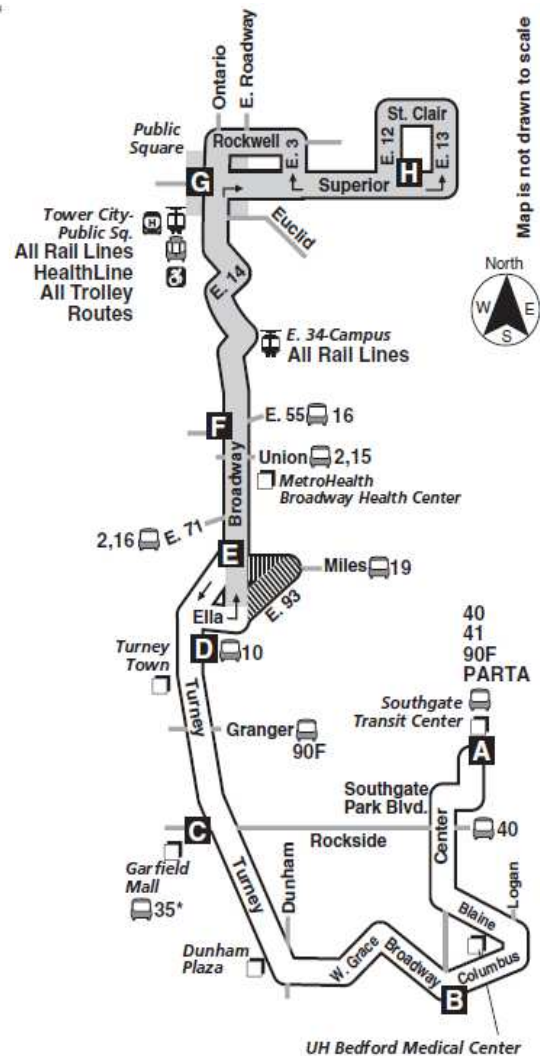 Map is not drawn to scale
Ontario
E. Roadway
St. Clair
E. 12
E. 13
Public
Square
Rockwell
E. 3
H
G
Superior
Euclid
Tower City-
Public Sq.
H
All Rail Lines
HealthLine
All Trolley
Routes
North
W E
S
E. 14
E. 34-Campus
All Rail Lines
F
E. 55 16
Union 2,15
MetroHealth
Broadway Health Center
Broadway
2,16 E. 71
E
Miles 19
E. 93
Ella
D 10
Turney
Town
Turney
Granger
90F
40
41
90F
PARTA
Southgate
Transit Center
A
Southgate
Park Blvd.
Center
C
Rockside
40
Garfield
Mall
35*
Turney
Dunham
Logan
Blaine
Dunham
Plaza
W. Grace
Broadway
Columbus
B
UH Bedford Medical Center